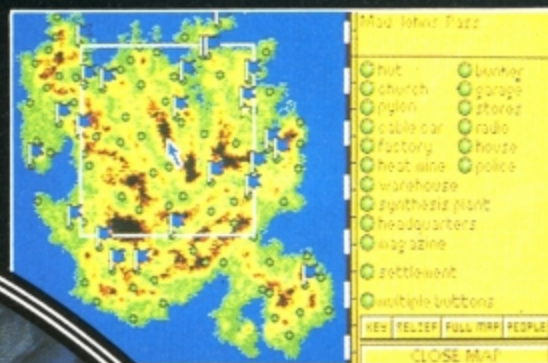 hut
bunker
church
garage
pylon
stores
cable car
radio
factory
house
heat mine
police
warehouse
synthesis plant
headquarters
magazine
settlement
multiple buttons
KEY
RELIEF
FULL MAP
PEOPLE
CLOSE MAP